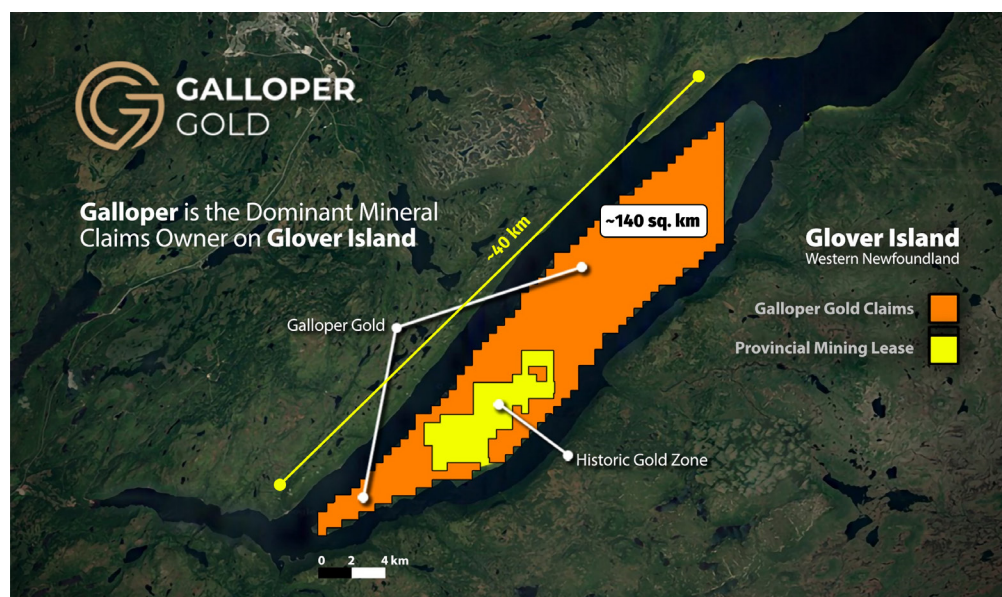 GALLOPER
GOLD
Galloper is the Dominant Mineral
Claims Owner on Glover Island
~40 km
~140 sq. km
Glover Island
Western Newfoundland
Galloper Gold Claims
Provincial Mining Lease
Galloper Gold
Historic Gold Zone
0 2 4 km